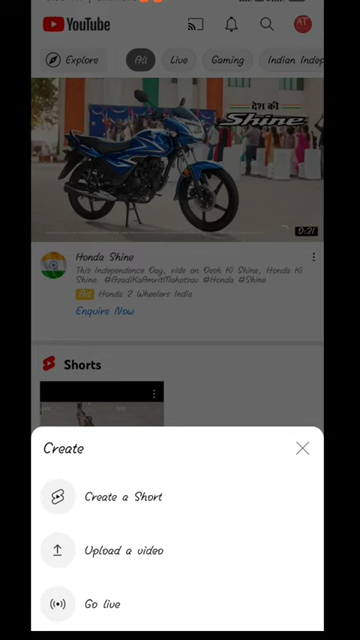 YouTube
AT
Explore
All
Live
Gaming
Indian Indep
देश की
Shine
0:21
Honda Shine
This Independence Day, ride on Desh Ki Shine, Honda Ki
Shine. #AzadiKaAmritMahotsav #Honda #Shine
Ad Honda 2 Wheelers India
Enquire Now
Shorts
Create
Create a Short
Upload a video
Go live